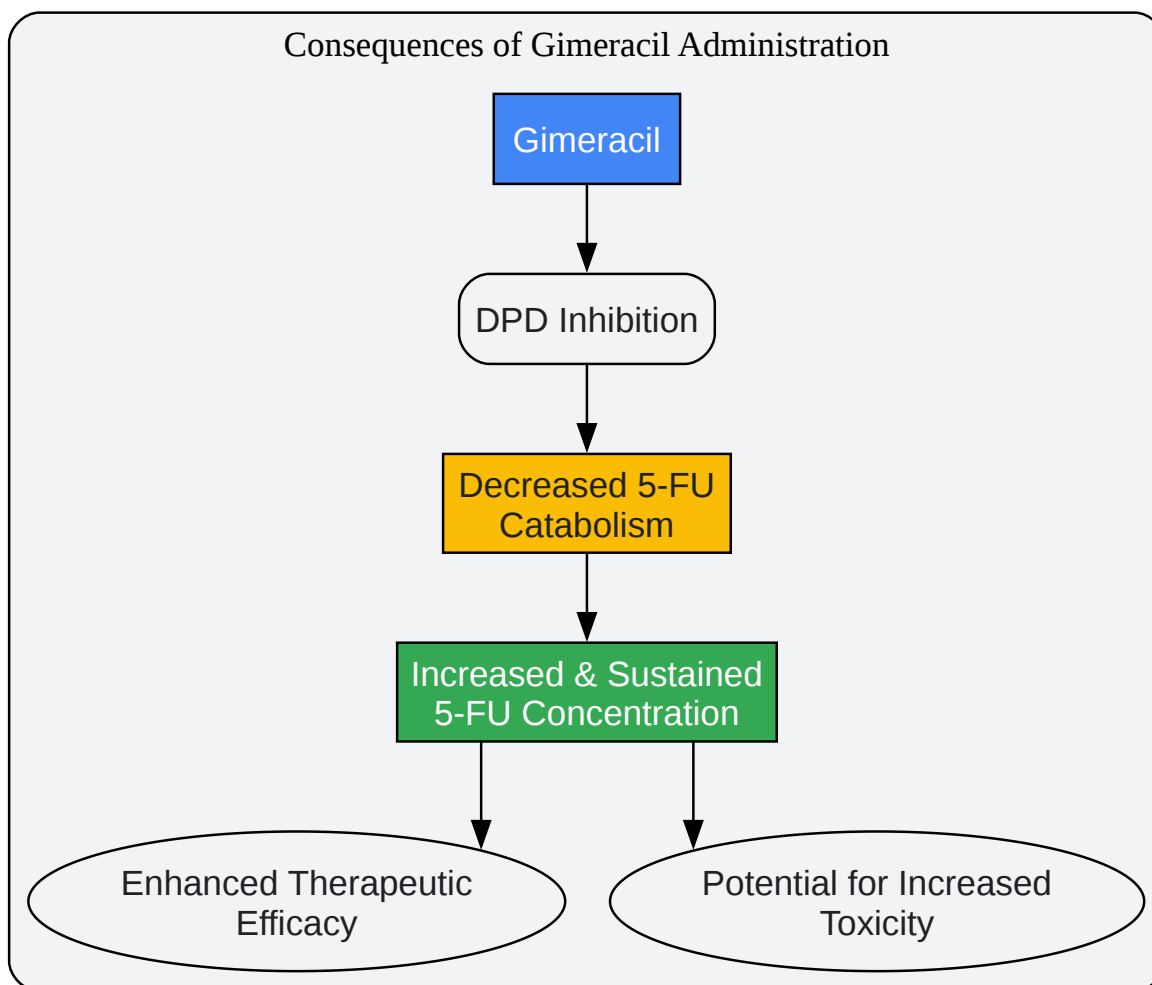 Consequences of Gimeracil Administration
Gimeracil
DPD Inhibition
Decreased 5-FU
Catabolism
Increased & Sustained
5-FU Concentration
Enhanced Therapeutic
Efficacy
Potential for Increased
Toxicity